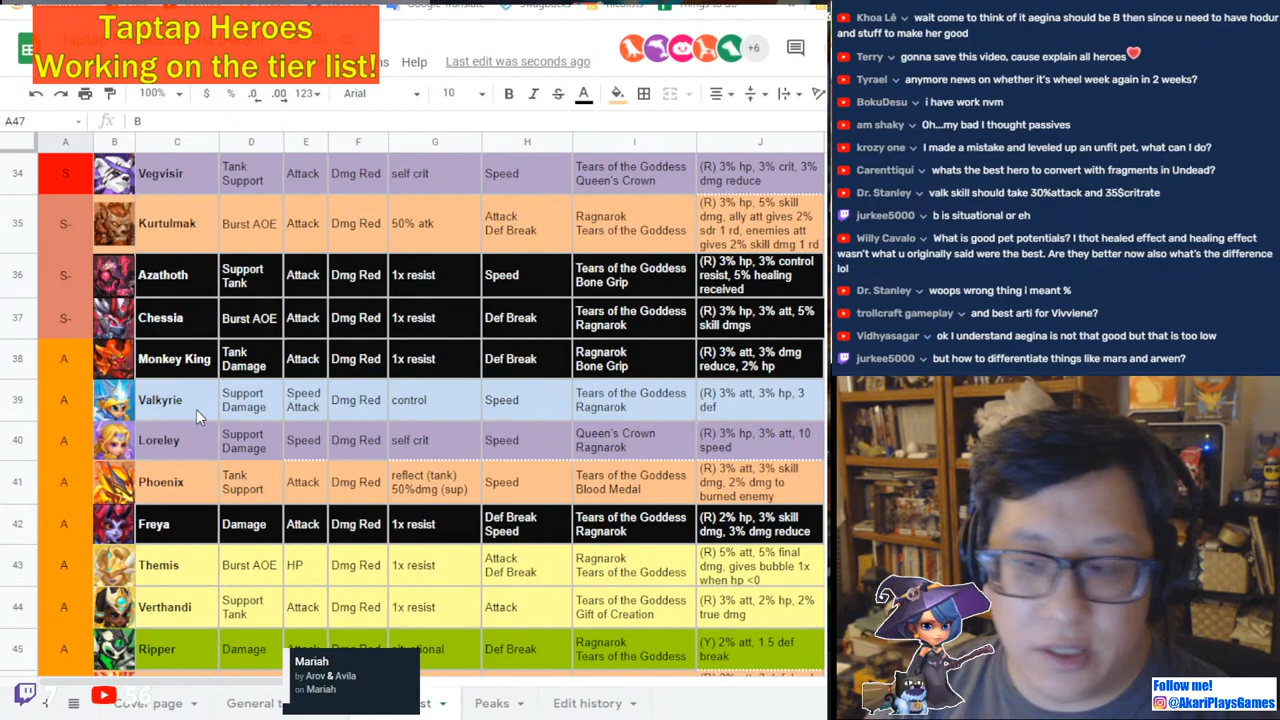 Taptap Heroes
Working on the tier list!
Help
Last edit was seconds ago
+6
100%
$
%
.0
.00
123
Arial
10
B
I
S
A
A47
fx
B
A
B
C
D
E
F
G
H
I
J
34
S
Vegvisir
Tank
Support
Attack
Dmg Red
self crit
Speed
Tears of the Goddess
Queen's Crown
(R) 3% hp, 3% crit, 3%
dmg reduce
35
S-
Kurtulmak
Burst AOE
Attack
Dmg Red
50% atk
Attack
Def Break
Ragnarok
Tears of the Goddess
(R) 3% hp, 5% skill
dmg, ally att gives 2%
sdr 1 rd, enemies att
gives 2% skill dmg 1 rd
36
S-
Azathoth
Support
Tank
Attack
Dmg Red
1x resist
Speed
Tears of the Goddess
Bone Grip
(R) 3% hp, 3% control
resist, 5% healing
received
37
S-
Chessia
Burst AOE
Attack
Dmg Red
1x resist
Def Break
Tears of the Goddess
Ragnarok
(R) 3% hp, 3% att, 5%
skill dmgs
38
A
Monkey King
Tank
Damage
Attack
Dmg Red
1x resist
Def Break
Ragnarok
Bone Grip
(R) 3% att, 3% dmg
reduce, 2% hp
39
A
Valkyrie
Support
Damage
Speed
Attack
Dmg Red
control
Speed
Tears of the Goddess
Ragnarok
(R) 3% att, 3% hp, 3
def
40
A
Loreley
Support
Damage
Speed
Dmg Red
self crit
Speed
Queen's Crown
Ragnarok
(R) 3% hp, 3% att, 10
speed
41
A
Phoenix
Tank
Support
Attack
Dmg Red
reflect (tank)
50%dmg (sup)
Speed
Tears of the Goddess
Blood Medal
(R) 3% att, 3% skill
dmg, 2% dmg to
burned enemy
42
A
Freya
Damage
Attack
Dmg Red
1x resist
Def Break
Speed
Tears of the Goddess
Ragnarok
(R) 2% hp, 3% skill
dmg, 3% dmg reduce
43
A
Themis
Burst AOE
HP
Dmg Red
1x resist
Attack
Def Break
Ragnarok
Tears of the Goddess
(R) 5% att, 5% final
dmg, gives bubble 1x
when hp <0
44
A
Verthandi
Support
Tank
Attack
Dmg Red
1x resist
Attack
Tears of the Goddess
Gift of Creation
(R) 3% att, 2% hp, 2%
true dmg
45
A
Ripper
Damage
Def Break
Ragnarok
Tears of the Goddess
(Y) 2% att, 1.5 def
break
Mariah
by Arov & Avila
on Mariah
7
56
Cover page
General t
st
Peaks
Edit history
Khoa Lê wait come to think of it aegina should be B then since u need to have hodur
and stuff to make her good
Terry gonna save this video, cause explain all heroes
Tyrael anymore news on whether it's wheel week again in 2 weeks?
BokuDesu i have work nvm
am shaky Oh...my bad I thought passives
krozy one I made a mistake and leveled up an unfit pet, what can I do?
Carenttiqui whats the best hero to convert with fragments in Undead?
Dr. Stanley valk skill should take 30%attack and 35$critrate
jurkee5000 b is situational or eh
Willy Cavalo What is good pet potentials? I thot healed effect and healing effect
wasn't what u originally said were the best. Are they better now also what's the difference
lol
Dr. Stanley woops wrong thing i meant %
trollcraft gameplay and best arti for Vivviene?
Vidhyasagar ok I understand aegina is not that good but that is too low
jurkee5000 but how to differentiate things like mars and arwen?
Follow me!
@AkariPlaysGames